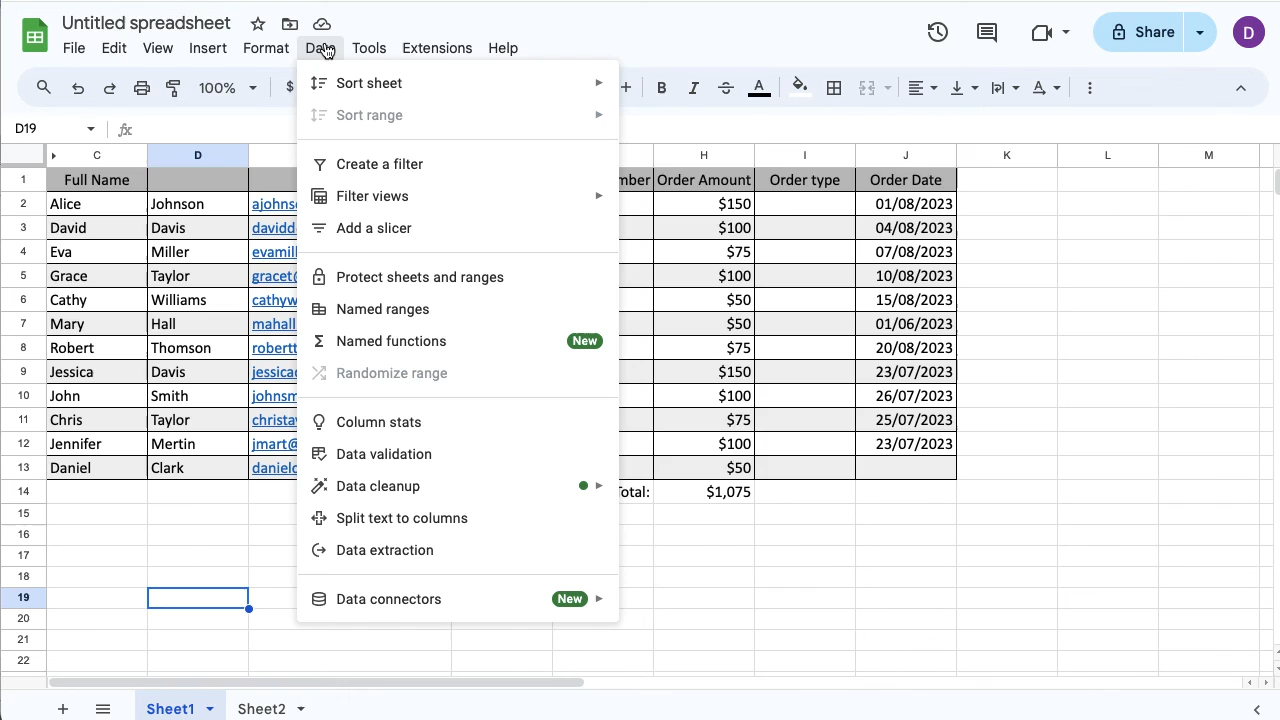 Untitled spreadsheet
File Edit View Insert Format Data Tools Extensions Help
Share
D
100% $
D19
fx
C D H I J K L M
1 Full Name mber Order Amount Order type Order Date
2 Alice Johnson ajohns $150 01/08/2023
3 David Davis davidd $100 04/08/2023
4 Eva Miller evamill $75 07/08/2023
5 Grace Taylor gracet@ $100 10/08/2023
6 Cathy Williams cathyw $50 15/08/2023
7 Mary Hall mahall $50 01/06/2023
8 Robert Thomson robertt $75 20/08/2023
9 Jessica Davis jessicad $150 23/07/2023
10 John Smith johnsm $100 26/07/2023
11 Chris Taylor christa $75 25/07/2023
12 Jennifer Mertin jmart@ $100 23/07/2023
13 Daniel Clark danielc $50
14 Total: $1,075
15
16
17
18
19
20
21
22
Sort sheet
Sort range
Create a filter
Filter views
Add a slicer
Protect sheets and ranges
Named ranges
Named functions New
Randomize range
Column stats
Data validation
Data cleanup
Split text to columns
Data extraction
Data connectors New
Sheet1 Sheet2